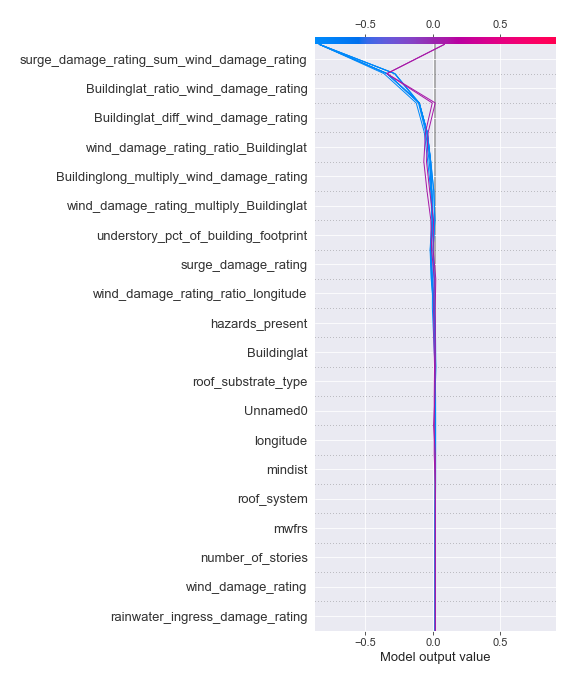 −0.5 0.0 0.5
surge_damage_rating_sum_wind_damage_rating
Buildinglat_ratio_wind_damage_rating
Buildinglat_diff_wind_damage_rating
wind_damage_rating_ratio_Buildinglat
Buildinglong_multiply_wind_damage_rating
wind_damage_rating_multiply_Buildinglat
understory_pct_of_building_footprint
surge_damage_rating
wind_damage_rating_ratio_longitude
hazards_present
Buildinglat
roof_substrate_type
Unnamed0
longitude
mindist
roof_system
mwfrs
number_of_stories
wind_damage_rating
rainwater_ingress_damage_rating
−0.5 0.0 0.5
Model output value